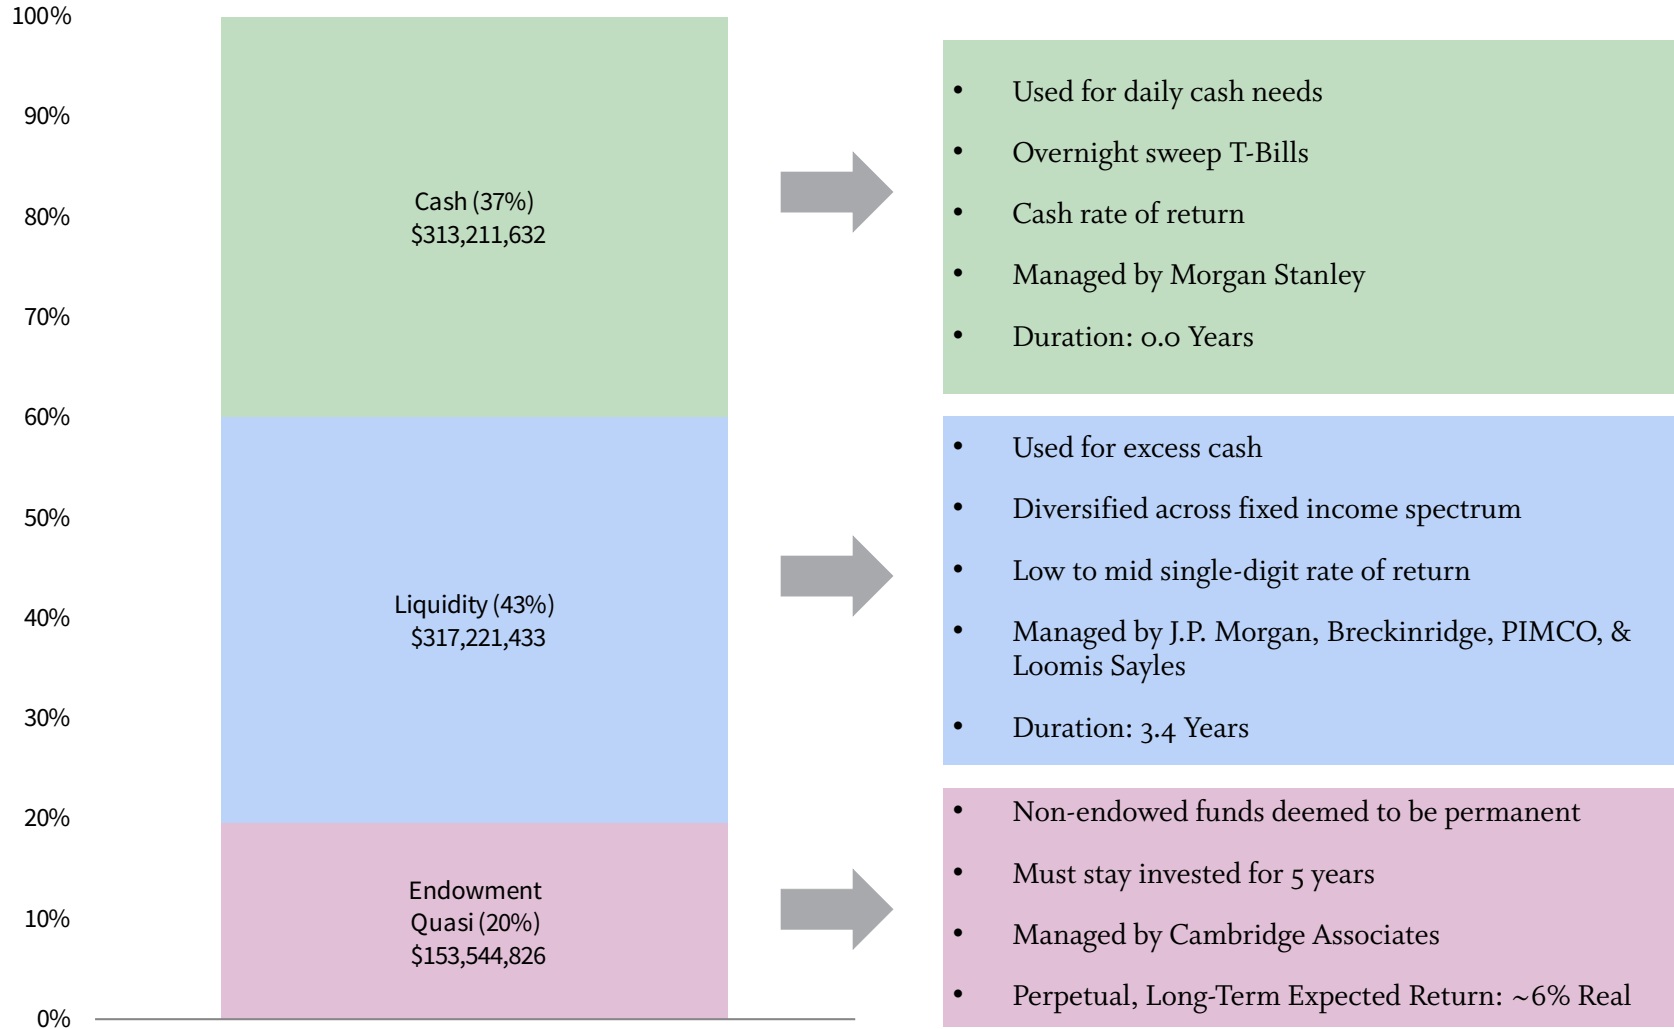 100%
90%
80%
70%
60%
50%
40%
30%
20%
10%
0%
Cash (37%)
$313,211,632
Liquidity (43%)
$317,221,433
Endowment
Quasi (20%)
$153,544,826
• Used for daily cash needs
• Overnight sweep T-Bills
• Cash rate of return
• Managed by Morgan Stanley
• Duration: 0.0 Years
• Used for excess cash
• Diversified across fixed income spectrum
• Low to mid single-digit rate of return
• Managed by J.P. Morgan, Breckinridge, PIMCO, &
Loomis Sayles
• Duration: 3.4 Years
• Non-endowed funds deemed to be permanent
• Must stay invested for 5 years
• Managed by Cambridge Associates
• Perpetual, Long-Term Expected Return: ~6% Real